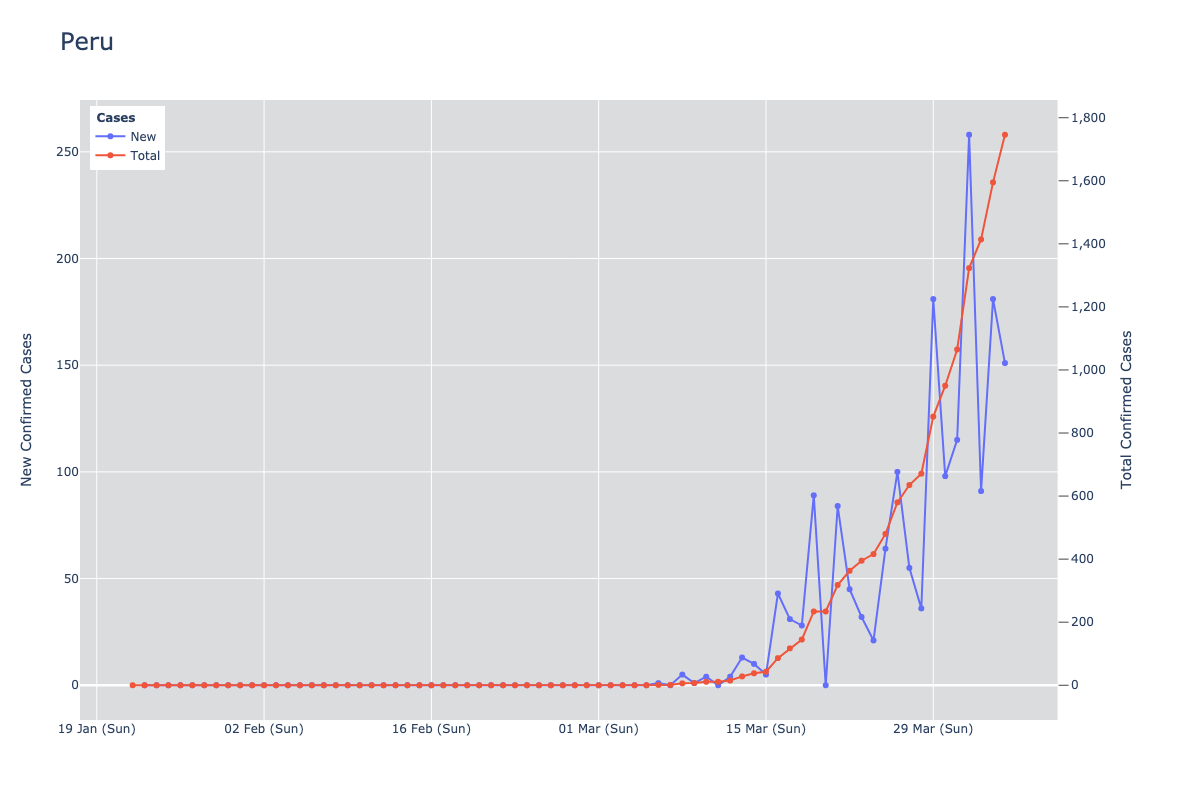 Peru
Cases
New
Total
250
200
150
100
50
0
New Confirmed Cases
1,800
1,600
1,400
1,200
1,000
800
600
400
200
0
Total Confirmed Cases
19 Jan (Sun) 02 Feb (Sun) 16 Feb (Sun) 01 Mar (Sun) 15 Mar (Sun) 29 Mar (Sun)